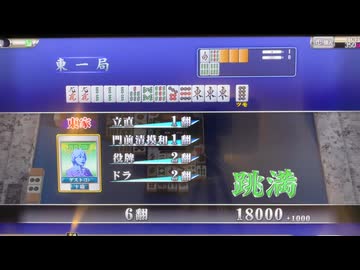 東一局
ツモ
東家
立直 1翻
門前清摸和 1翻
役牌 2翻
ドラ 2翻
跳満
6翻 18000 +1000